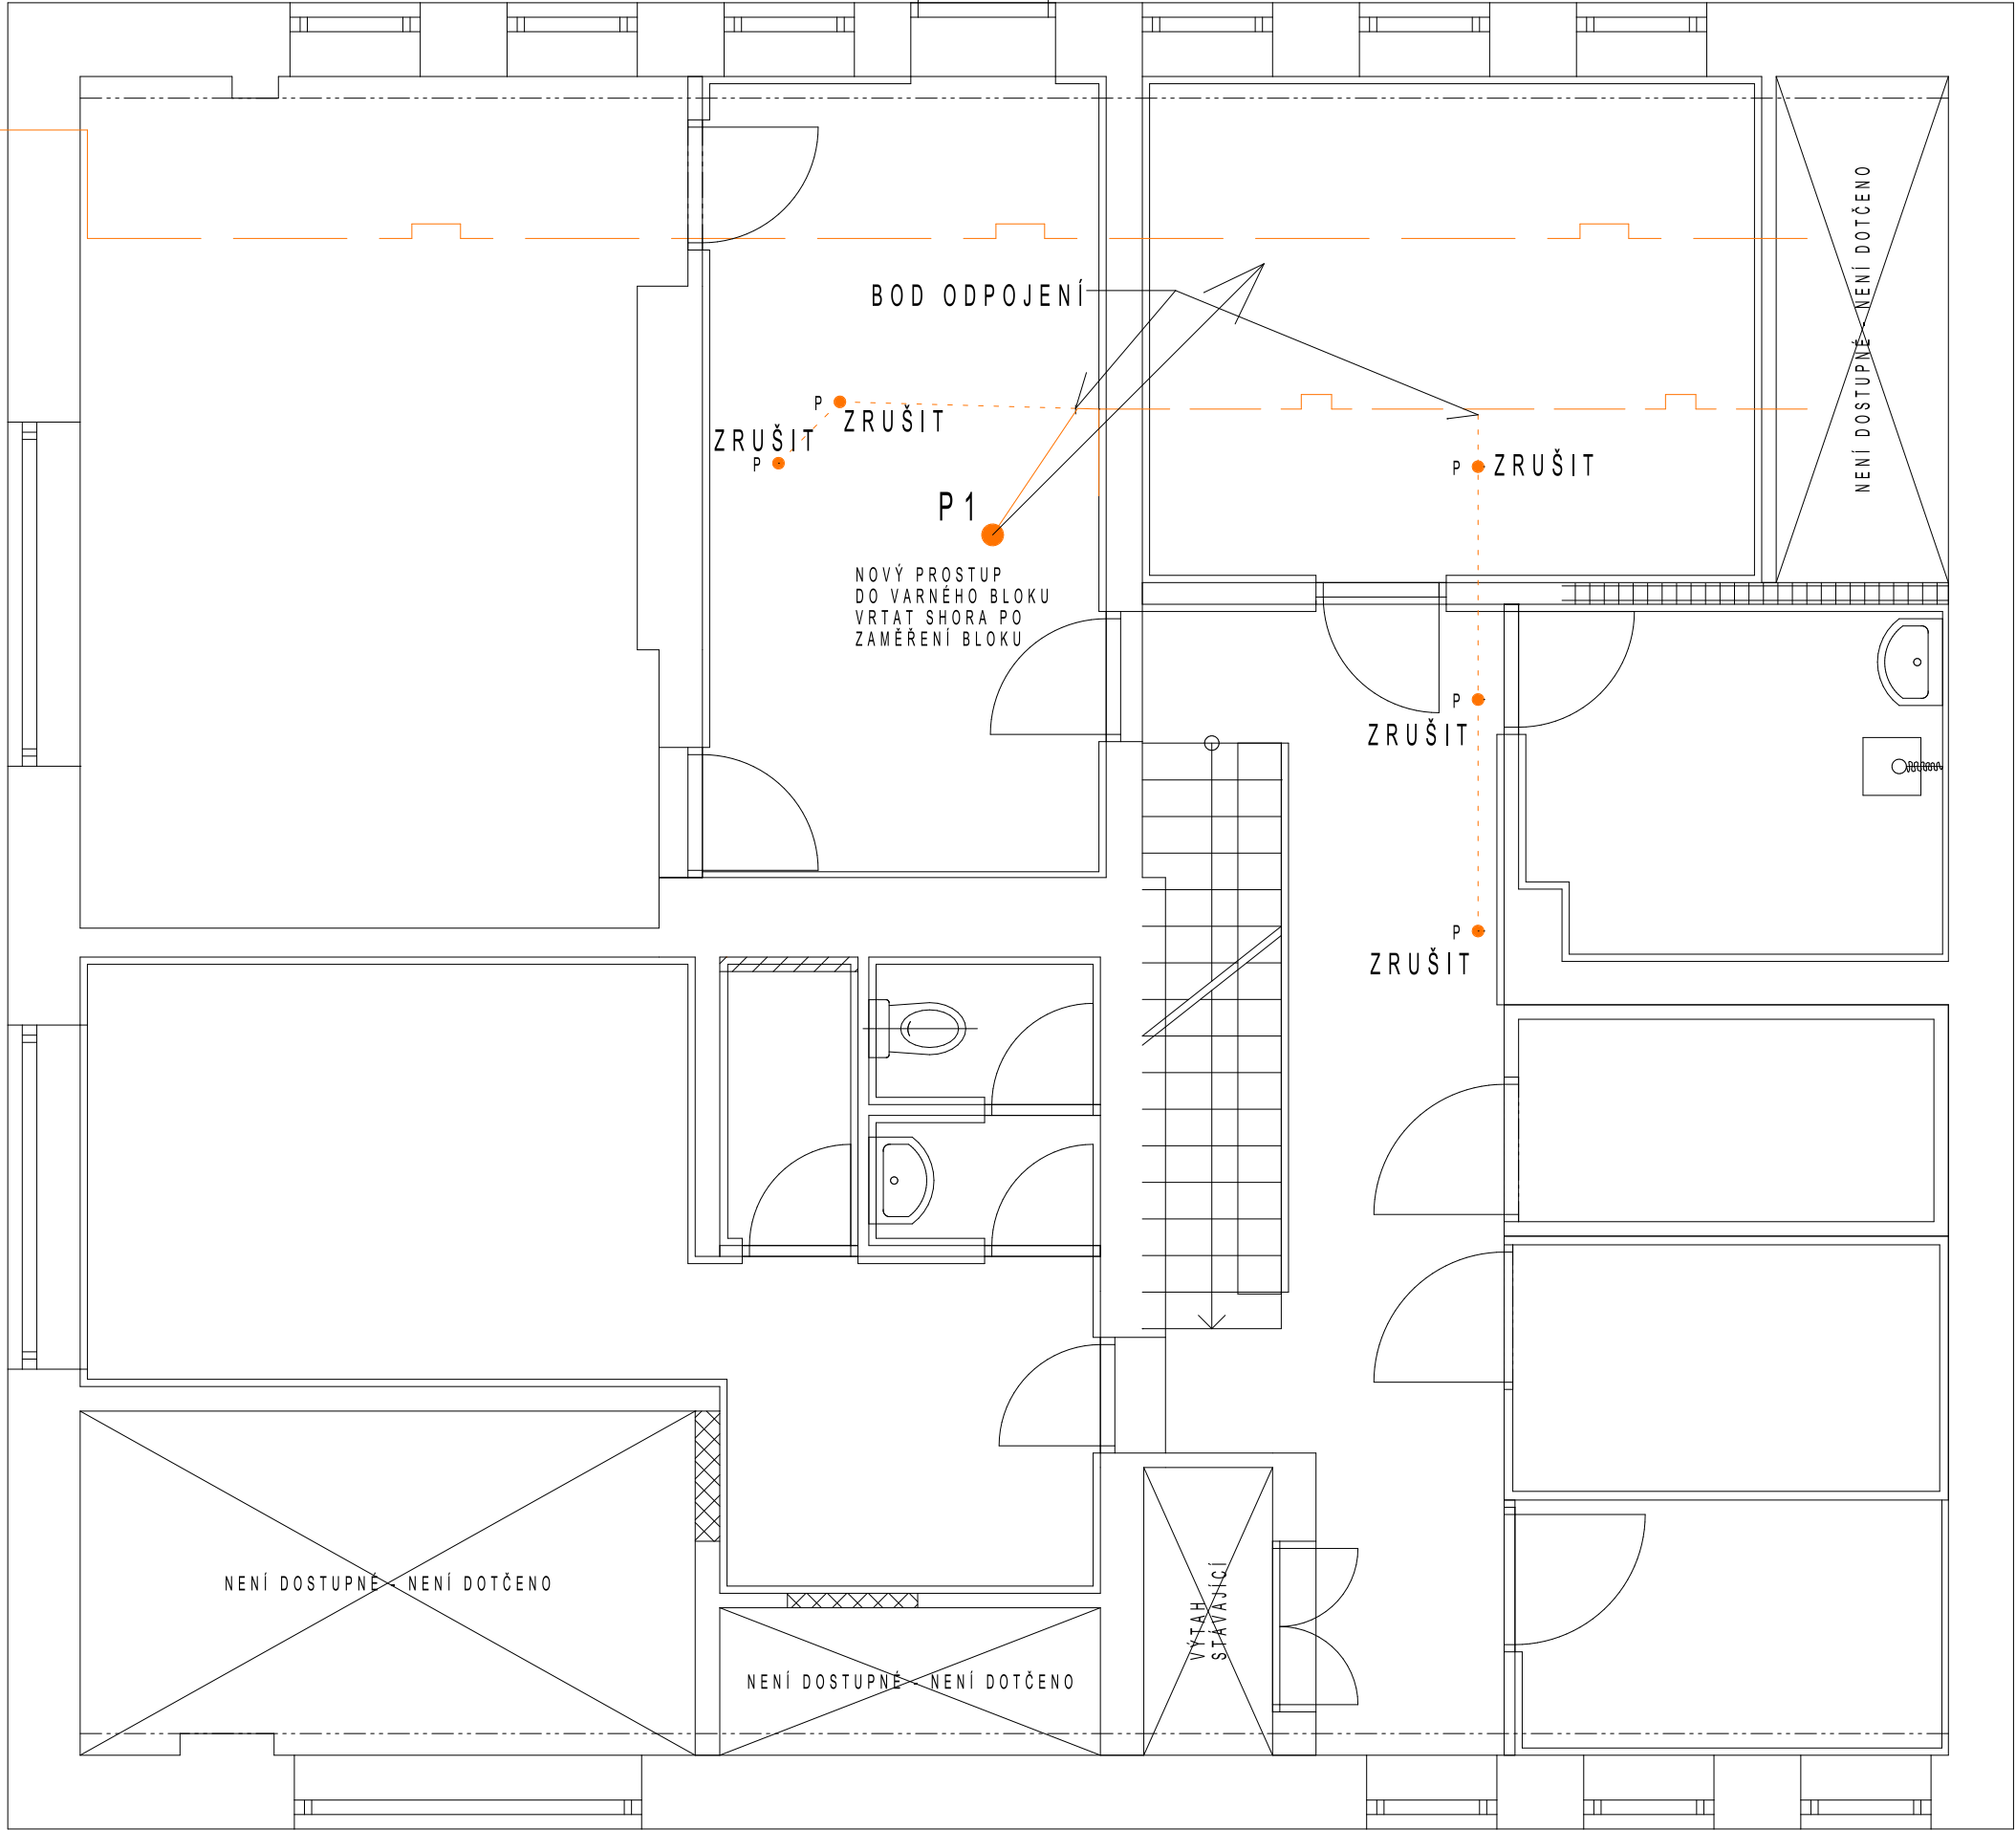 NENÍ DOSTUPNÉ - NENÍ DOTČENO
BOD ODPOJENÍ
P
ZRUŠIT
ZRUŠIT
P
P
ZRUŠIT
P1
NOVÝ PROSTUP
DO VARNÉHO BLOKU
VRTAT SHORA PO
ZAMĚŘENÍ BLOKU
P
ZRUŠIT
P
ZRUŠIT
NENÍ DOSTUPNÉ - NENÍ DOTČENO
VÝTAH
STÁVAJÍCÍ
NENÍ DOSTUPNÉ - NENÍ DOTČENO